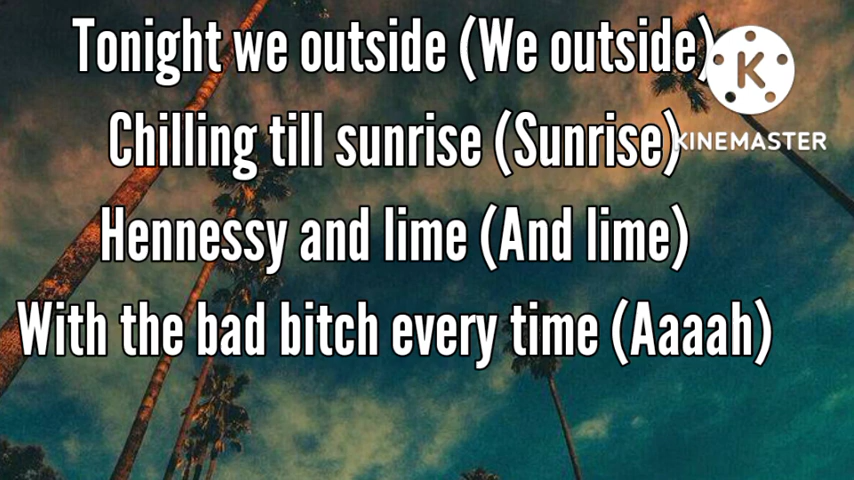 Tonight we outside (We outside)
Chilling till sunrise (Sunrise)
Hennessy and lime (And lime)
With the bad bitch every time (Aaaah)
K
KINEMASTER